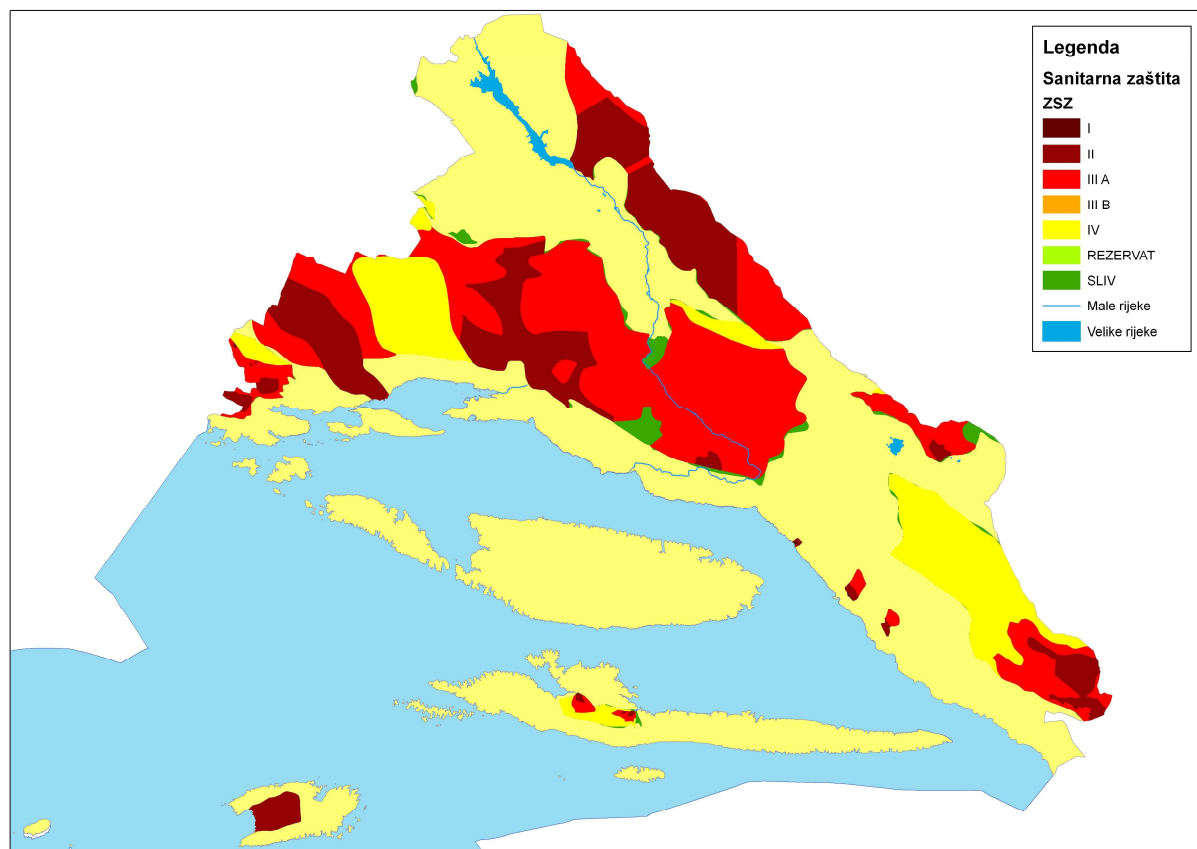 Legenda
Sanitarna zaštita
ZSZ
I
II
III A
III B
IV
REZERVAT
SLIV
Male rijeke
Velike rijeke